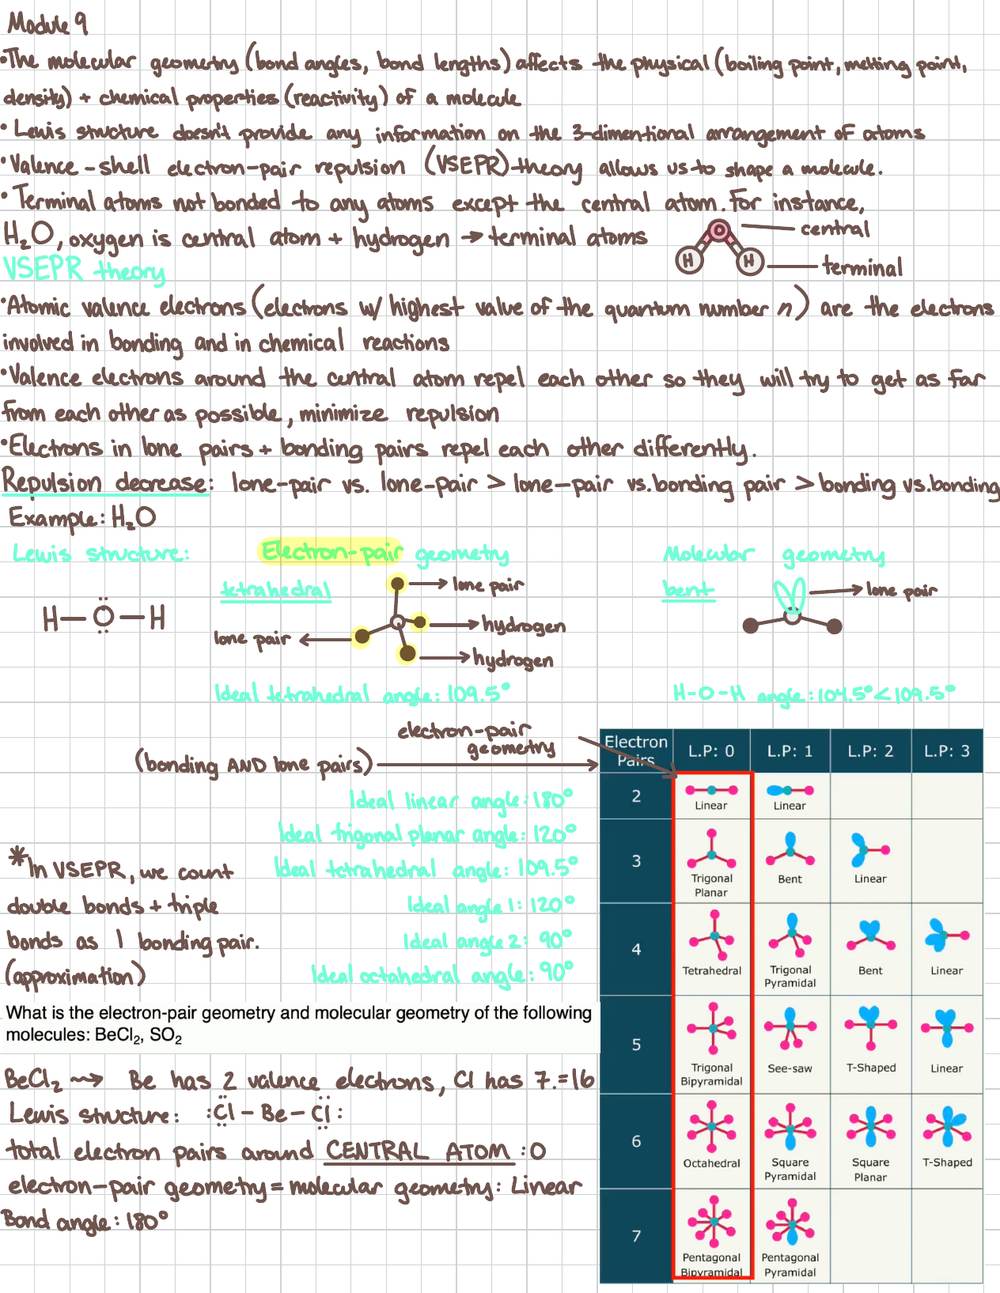 Module 9
•The molecular geometry (bond angles, bond lengths) affects the physical (boiling point, melting point,
density) + chemical properties (reactivity) of a molecule
• Lewis structure doesn't provide any information on the 3-dimentional arrangement of atoms
•Valence-shell electron-pair repulsion (VSEPR) theory allows us to shape a molecule.
• Terminal atoms not bonded to any atoms except the central atom. For instance,
H₂O, oxygen is central atom + hydrogen → terminal atoms
O
H H
central
terminal
VSEPR theory
•Atomic valence electrons (electrons w/ highest value of the quantum number n) are the electrons
involved in bonding and in chemical reactions
•Valence electrons around the central atom repel each other so they will try to get as far
from each other as possible, minimize repulsion
•Electrons in lone pairs + bonding pairs repel each other differently.
Repulsion decrease: lone-pair vs. lone-pair > lone-pair vs. bonding pair > bonding vs. bonding
Example: H₂O
Lewis structure:
H–O–H
Electron-pair geometry
tetrahedral
lone pair
hydrogen
lone pair
hydrogen
Ideal tetrahedral angle: 109.5°
Molecular geometry
bent
lone pair
H-O-H angle: 104.5° < 109.5°
electron-pair
geometry
(bonding AND lone pairs)
Ideal linear angle: 180°
Ideal trigonal planar angle: 120°
Ideal tetrahedral angle: 109.5°
Ideal angle 1: 120°
Ideal angle 2: 90°
Ideal octahedral angle: 90°
*In VSEPR, we count
double bonds + triple
bonds as 1 bonding pair.
(approximation)
Electron Pairs L.P: 0 L.P: 1 L.P: 2 L.P: 3
2 Linear Linear
3 Trigonal Planar Bent Linear
4 Tetrahedral Trigonal Pyramidal Bent Linear
5 Trigonal Bipyramidal See-saw T-Shaped Linear
6 Octahedral Square Pyramidal Square Planar T-Shaped
7 Pentagonal Bipyramidal Pentagonal Pyramidal
What is the electron-pair geometry and molecular geometry of the following
molecules: BeCl₂, SO₂
BeCl₂ ⇝ Be has 2 valence electrons, Cl has 7.=16
Lewis structure: :Cl – Be – Cl:
total electron pairs around CENTRAL ATOM: 0
electron-pair geometry = molecular geometry: Linear
Bond angle: 180°